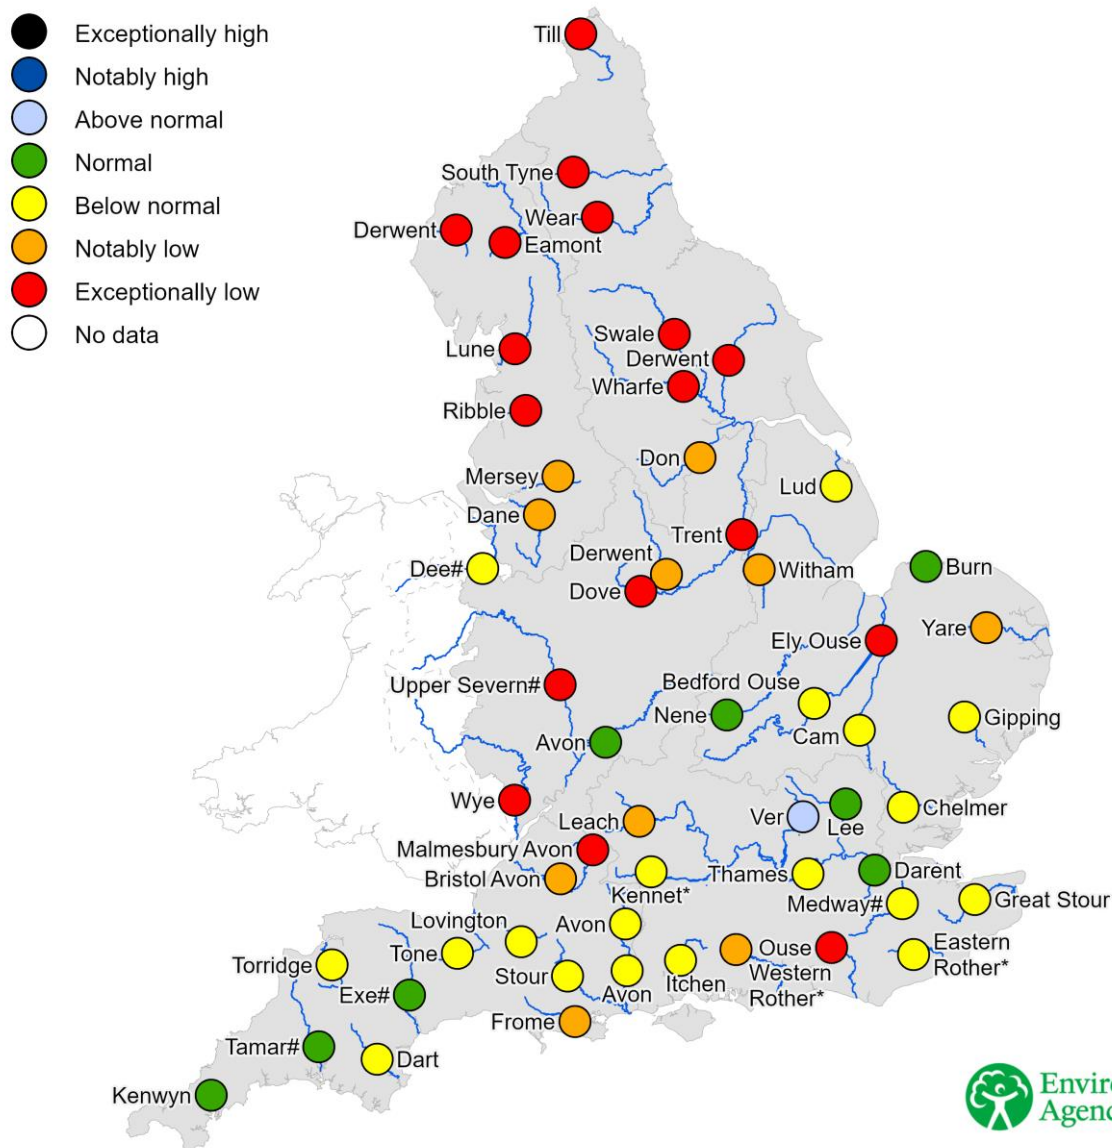 Exceptionally high
Notably high
Above normal
Normal
Below normal
Notably low
Exceptionally low
No data
Till
South Tyne
Wear
Derwent
Eamont
Swale
Lune
Derwent
Wharfe
Ribble
Don
Mersey
Lud
Dane
Trent
Derwent
Dee#
Witham
Burn
Dove
Yare
Ely Ouse
Upper Severn#
Bedford Ouse
Nene
Gipping
Cam
Avon
Wye
Leach
Ver
Lee
Chelmer
Malmesbury Avon
Bristol Avon
Kennet*
Thames
Darent
Medway#
Great Stour
Lovington
Avon
Tone
Ouse
Eastern
Rother*
Torridge
Stour
Avon
Itchen
Western
Rother*
Exe#
Frome
Tamar#
Dart
Kenwyn
Enviro
Agenc